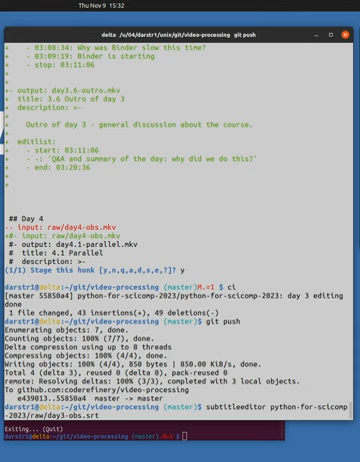 Thu Nov 9 15:32
delta /u/04/darstr1/unix/git/video-processing git push
+ - 03:08:34: Why was Binder slow this time?
+ - 03:09:19: Binder is starting
+ - stop: 03:11:06
+
+
+- output: day3.6-outro.mkv
+ title: 3.6 Outro of day 3
+ description: >-
+
+ Outro of day 3 - general discussion about the course.
+
+ editlist:
+ - start: 03:11:06
+ - -: 'Q&A and summary of the day: why did we do this?'
+ - end: 03:20:36
+
+
## Day 4
-- input: raw/day4-obs.mkv
+#- input: raw/day4-obs.mkv
#- output: day4.1-parallel.mkv
# title: 4.1 Parallel
# description: >-
(1/1) Stage this hunk [y,n,q,a,d,s,e,?]? y
darstr1@delta:~/git/video-processing (master)M.=1 $ ci
[master 55850a4] python-for-scicomp-2023/python-for-scicomp-2023: day 3 editing
done
1 file changed, 43 insertions(+), 49 deletions(-)
darstr1@delta:~/git/video-processing (master)$ git push
Enumerating objects: 7, done.
Counting objects: 100% (7/7), done.
Delta compression using up to 8 threads
Compressing objects: 100% (4/4), done.
Writing objects: 100% (4/4), 850 bytes | 850.00 KiB/s, done.
Total 4 (delta 3), reused 0 (delta 0), pack-reused 0
remote: Resolving deltas: 100% (3/3), completed with 3 local objects.
To github.com:coderefinery/video-processing
e439013..55850a4 master -> master
darstr1@delta:~/git/video-processing (master)$ subtitleeditor python-for-scicomp
-2023/raw/day3-obs.srt
Exiting... (Quit)
darstr1@delta:~/git/video-processing (master) $